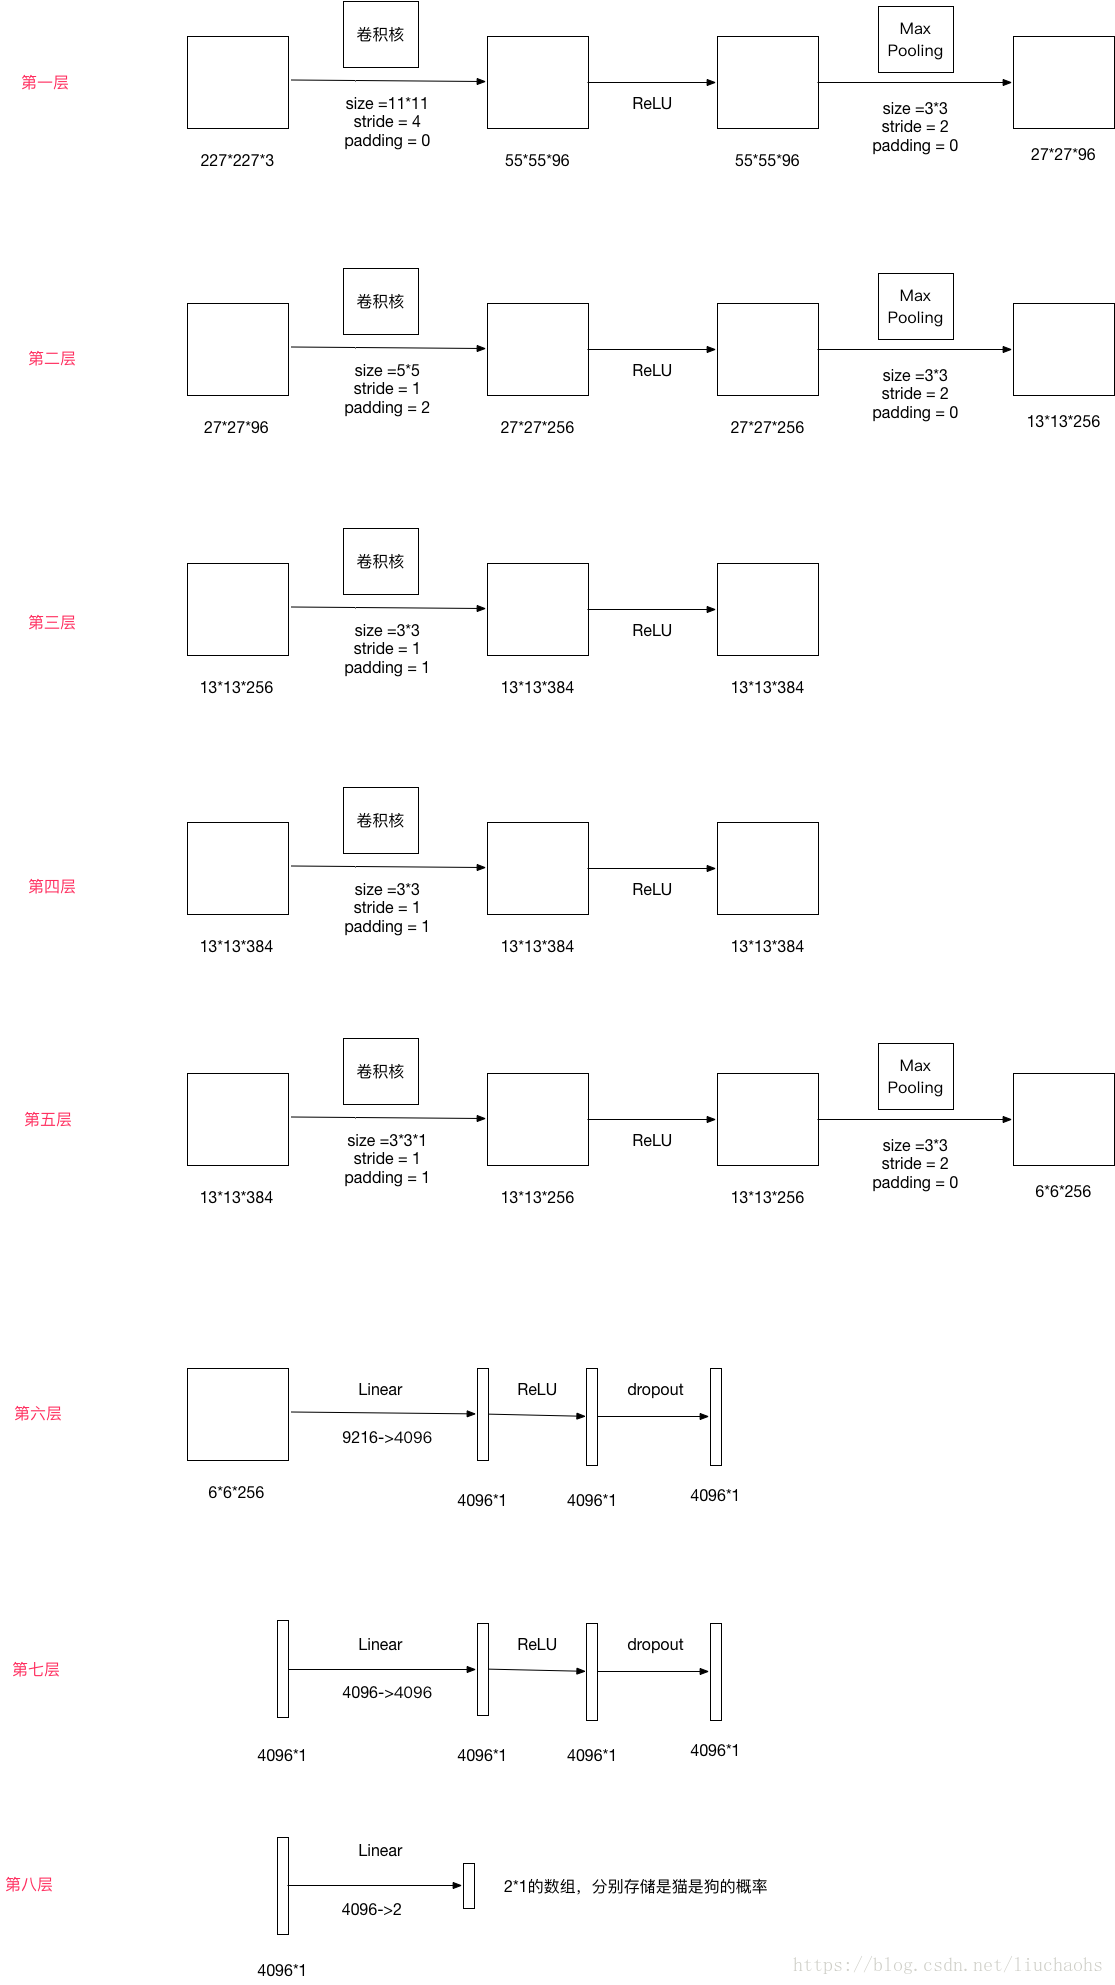 第一层
卷积核
size =11*11
stride = 4
padding = 0
ReLU
Max
Pooling
size =3*3
stride = 2
padding = 0
227*227*3
55*55*96
55*55*96
27*27*96
第二层
卷积核
size =5*5
stride = 1
padding = 2
ReLU
Max
Pooling
size =3*3
stride = 2
padding = 0
27*27*96
27*27*256
27*27*256
13*13*256
第三层
卷积核
size =3*3
stride = 1
padding = 1
ReLU
13*13*256
13*13*384
13*13*384
第四层
卷积核
size =3*3
stride = 1
padding = 1
ReLU
13*13*384
13*13*384
13*13*384
第五层
卷积核
size =3*3*1
stride = 1
padding = 1
ReLU
Max
Pooling
size =3*3
stride = 2
padding = 0
13*13*384
13*13*256
13*13*256
6*6*256
第六层
Linear
9216->4096
ReLU
dropout
6*6*256
4096*1
4096*1
4096*1
第七层
Linear
4096->4096
ReLU
dropout
4096*1
4096*1
4096*1
4096*1
第八层
Linear
4096->2
2*1的数组，分别存储是猫是狗的概率
4096*1
https://blog.csdn.net/liuchaohs